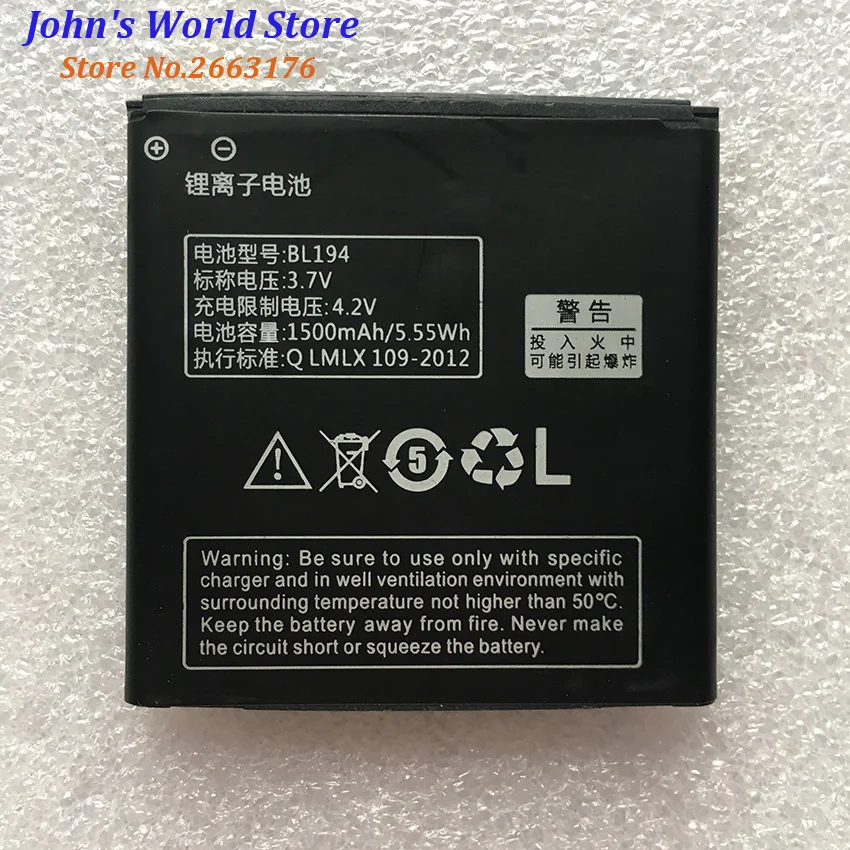 John's World Store
Store No.2663176
锂离子电池
电池型号:BL194
标称电压:3.7V
充电限制电压:4.2V
电池容量:1500mAh/5.55Wh
执行标准:Q LMLX 109-2012
警告
投入火中
可能引起爆炸
5
L
Warning: Be sure to use only with specific
charger and in well ventilation environment with
surrounding temperature not higher than 50℃.
Keep the battery away from fire. Never make
the circuit short or squeeze the battery.